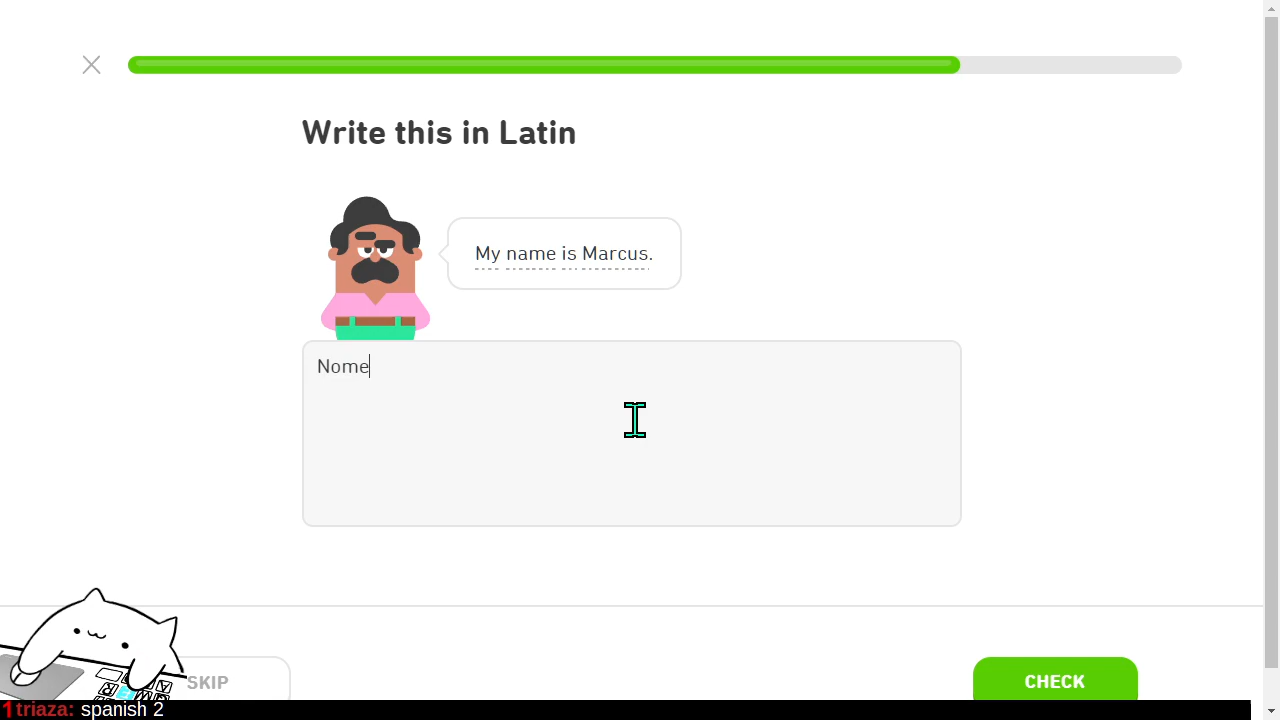 Write this in Latin
My name is Marcus.
Nome
SKIP
CHECK
1triaza: spanish 2